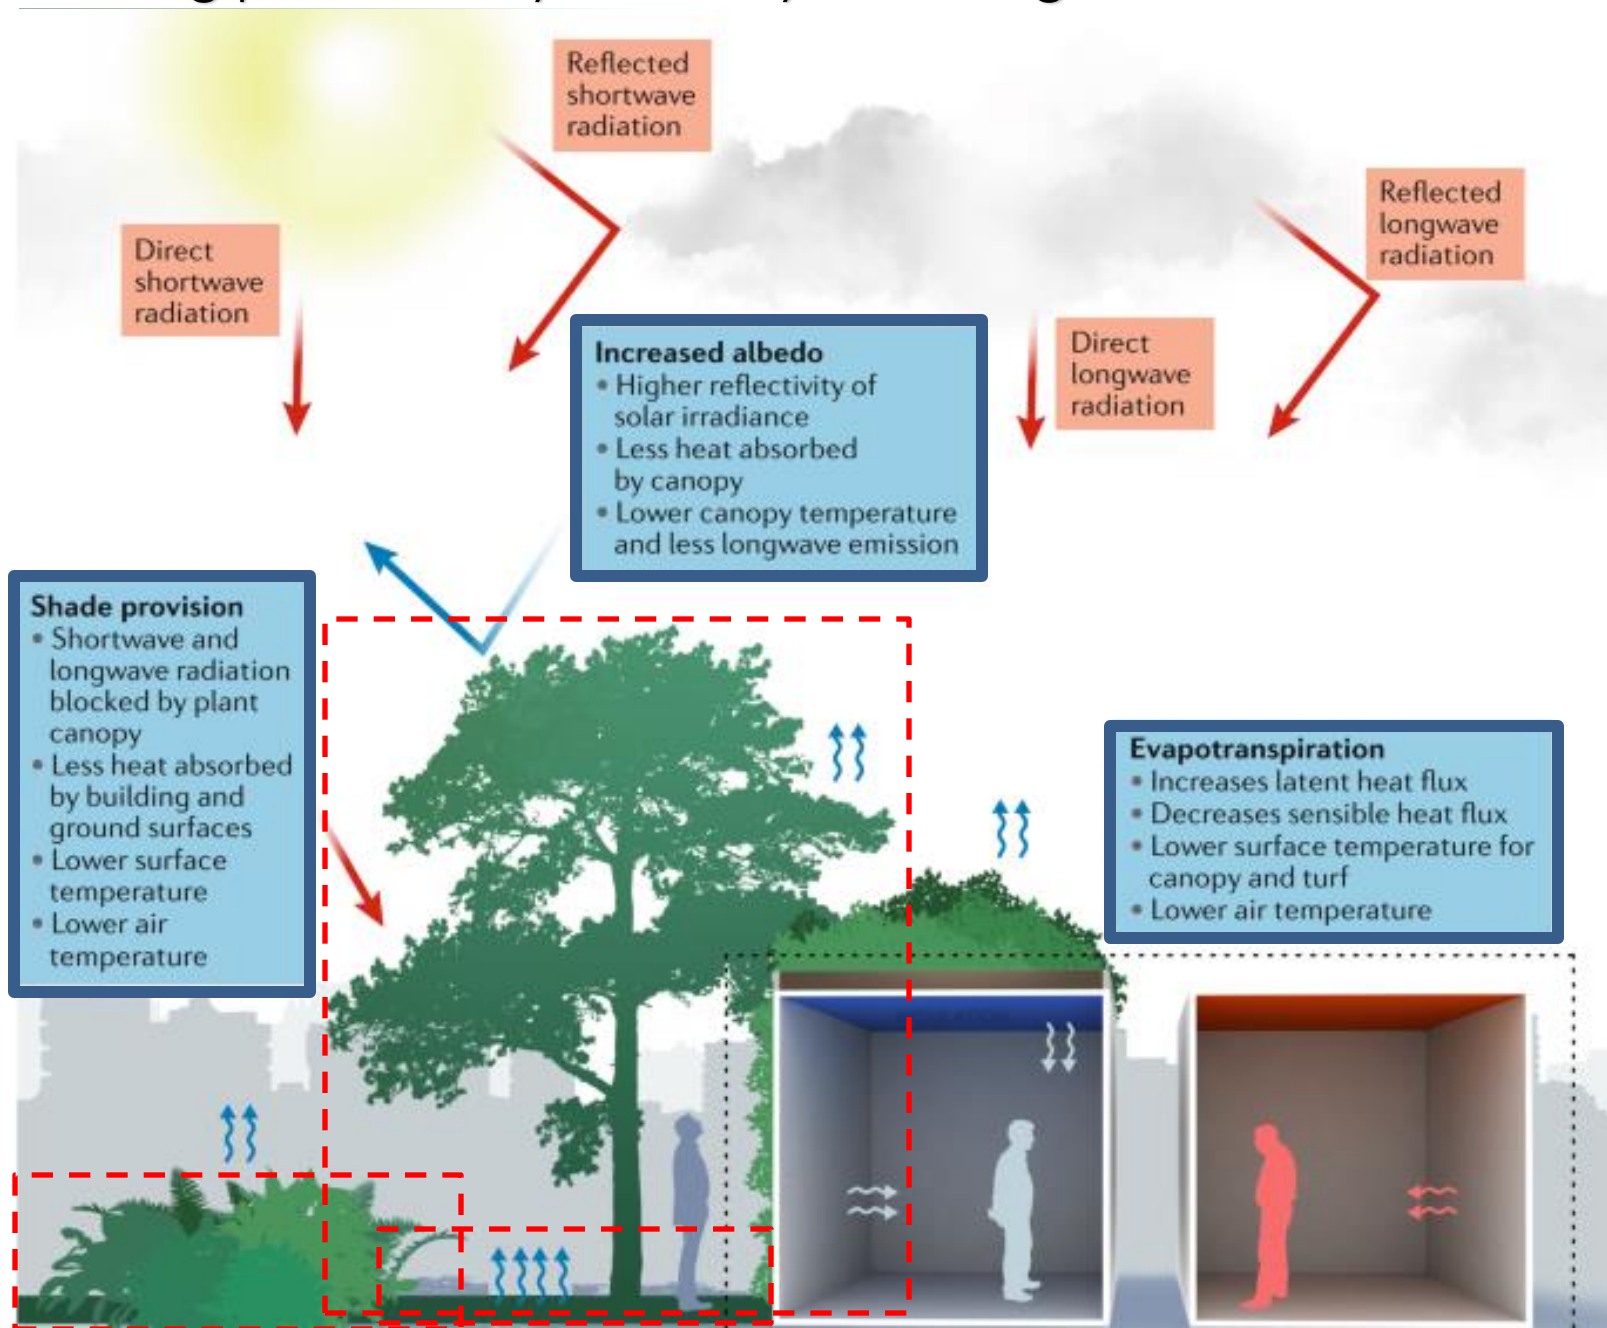 Reflected
shortwave
radiation
Direct
shortwave
radiation
Reflected
longwave
radiation
Direct
longwave
radiation
Increased albedo
• Higher reflectivity of
solar irradiance
• Less heat absorbed
by canopy
• Lower canopy temperature
and less longwave emission
Shade provision
• Shortwave and
longwave radiation
blocked by plant
canopy
• Less heat absorbed
by building and
ground surfaces
• Lower surface
temperature
• Lower air
temperature
Evapotranspiration
• Increases latent heat flux
• Decreases sensible heat flux
• Lower surface temperature for
canopy and turf
• Lower air temperature